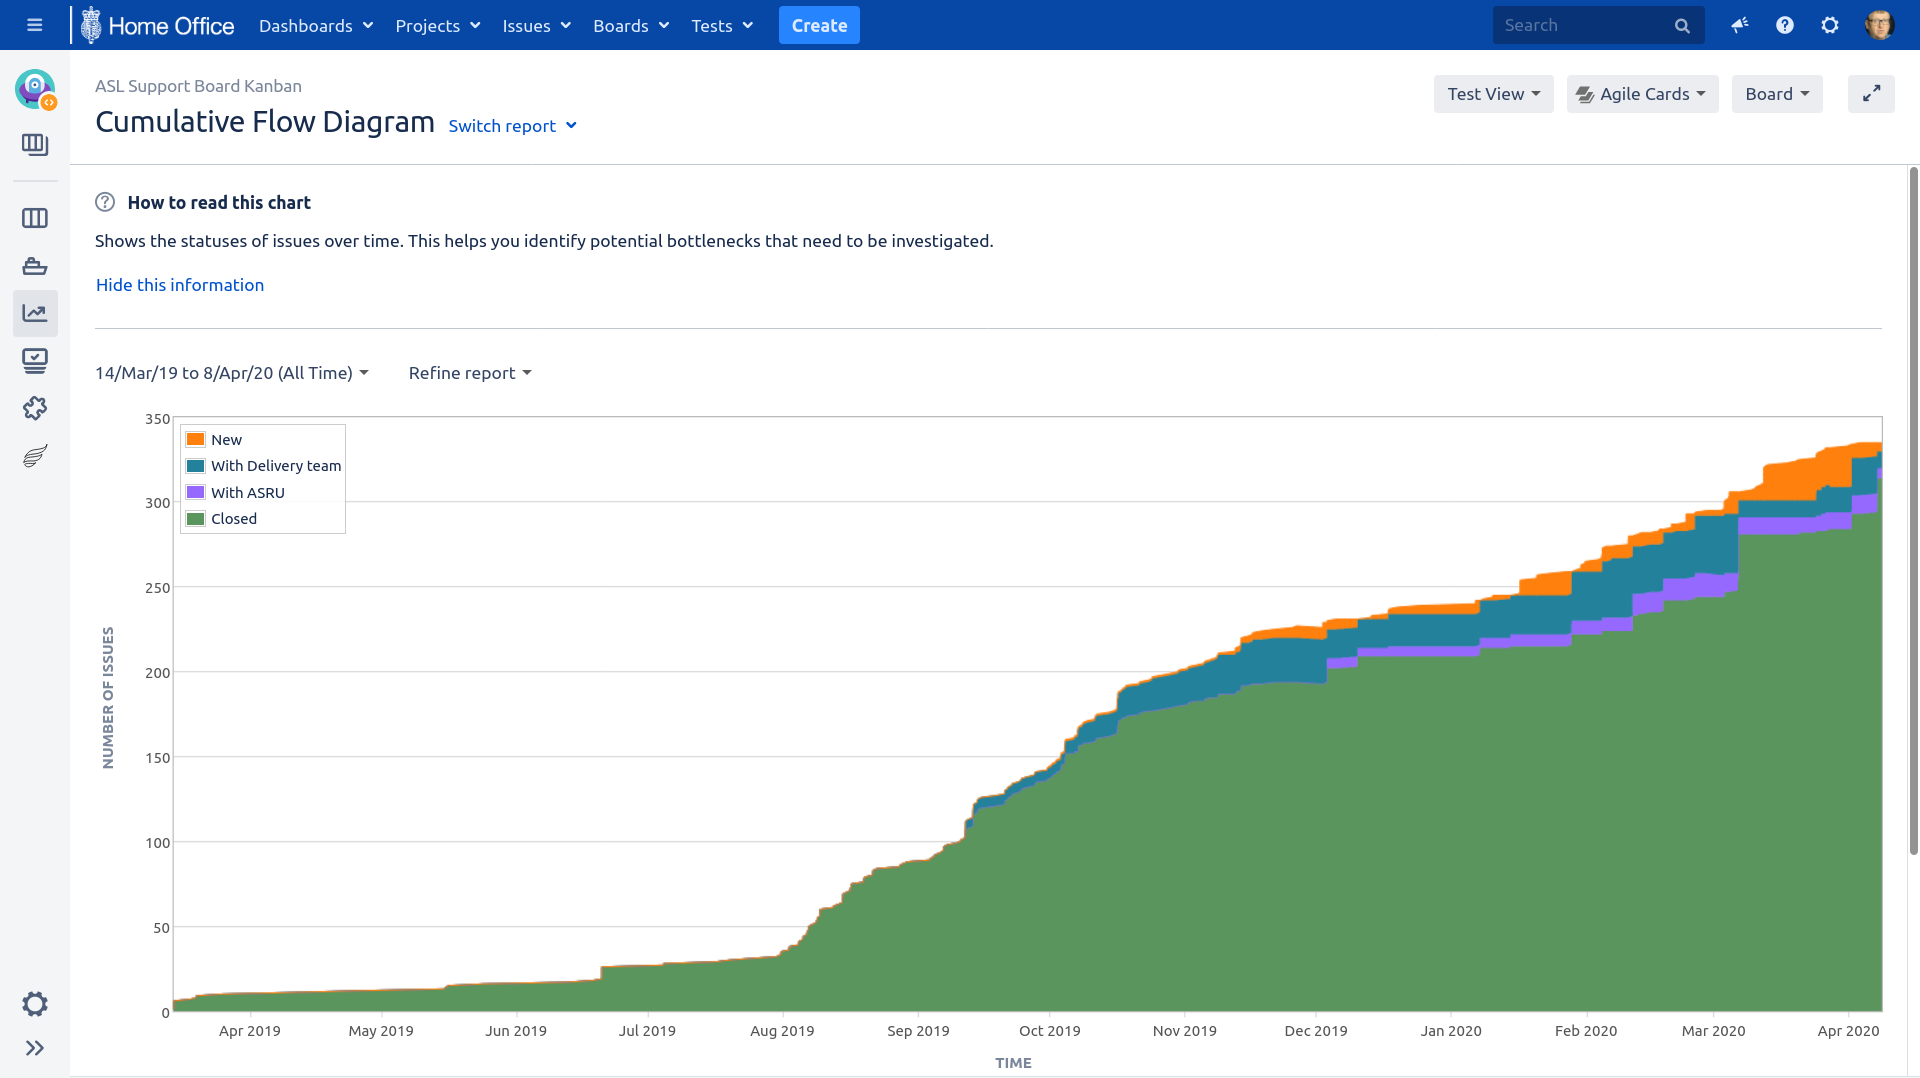 Home Office Dashboards Projects Issues Boards Tests Create Search
ASL Support Board Kanban
Cumulative Flow Diagram Switch report
Test View Agile Cards Board
How to read this chart
Shows the statuses of issues over time. This helps you identify potential bottlenecks that need to be investigated.
Hide this information
14/Mar/19 to 8/Apr/20 (All Time) Refine report
New
With Delivery team
With ASRU
Closed
350
300
250
200
150
100
50
0
NUMBER OF ISSUES
Apr 2019 May 2019 Jun 2019 Jul 2019 Aug 2019 Sep 2019 Oct 2019 Nov 2019 Dec 2019 Jan 2020 Feb 2020 Mar 2020 Apr 2020
TIME